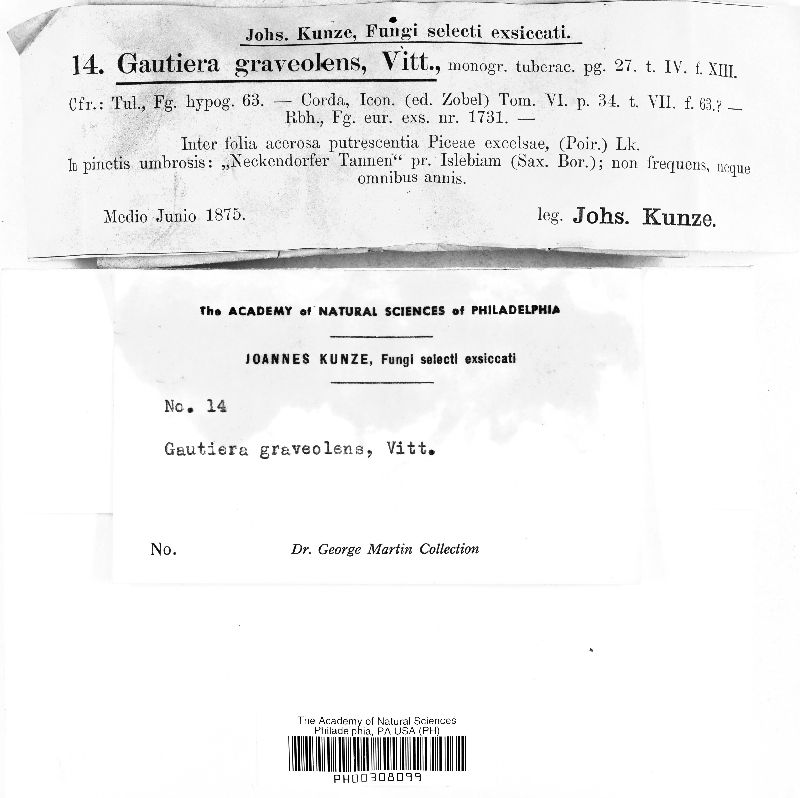 Johs. Kunze, Fungi selecti exsiccati.
14. Gautiera graveolens, Vitt., monogr. tuberac. pg. 27. t. IV. f. XIII.
Cfr.: Tul., Fg. hypog. 63. — Corda, Icon. (ed. Zobel) Tom. VI. p. 34. t. VII. f. 63.? —
Rbh., Fg. eur. exs. nr. 1731. —
Inter folia acerosa putrescentia Piceae excelsae, (Poir.) Lk.
In pinetis umbrosis: „Neckendorfer Tannen“ pr. Islebiam (Sax. Bor.); non frequens, neque
omnibus annis.
Medio Junio 1875. leg. Johs. Kunze.
The ACADEMY of NATURAL SCIENCES of PHILADELPHIA
JOANNES KUNZE, Fungi selecti exsiccati
No. 14
Gautiera graveolens, Vitt.
No. Dr. George Martin Collection
The Academy of Natural Sciences
Philadelphia, PA USA (PH)
PH00308099